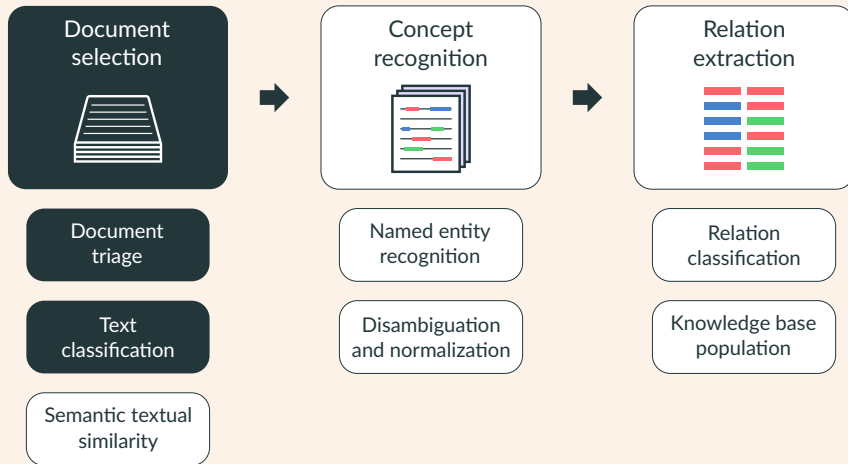 Document
selection
Concept
recognition
Relation
extraction
Document
triage
Named entity
recognition
Relation
classification
Text
classification
Disambiguation
and normalization
Knowledge base
population
Semantic textual
similarity